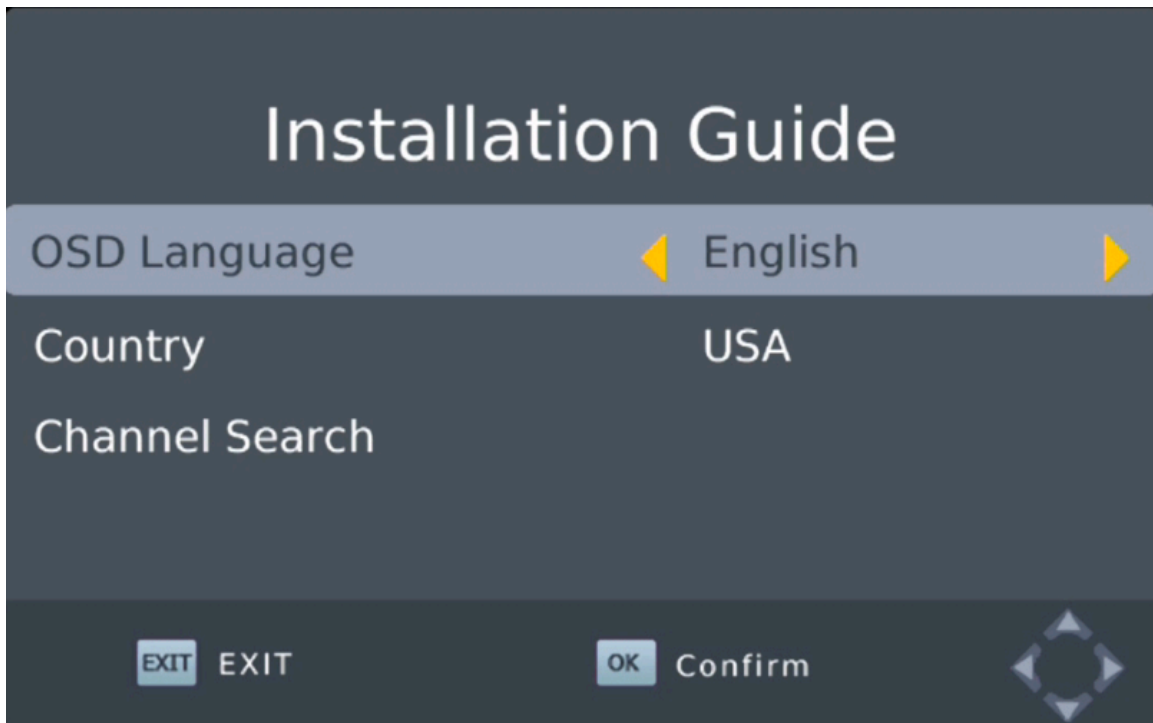 Installation Guide
OSD Language English
Country USA
Channel Search
EXIT EXIT OK Confirm